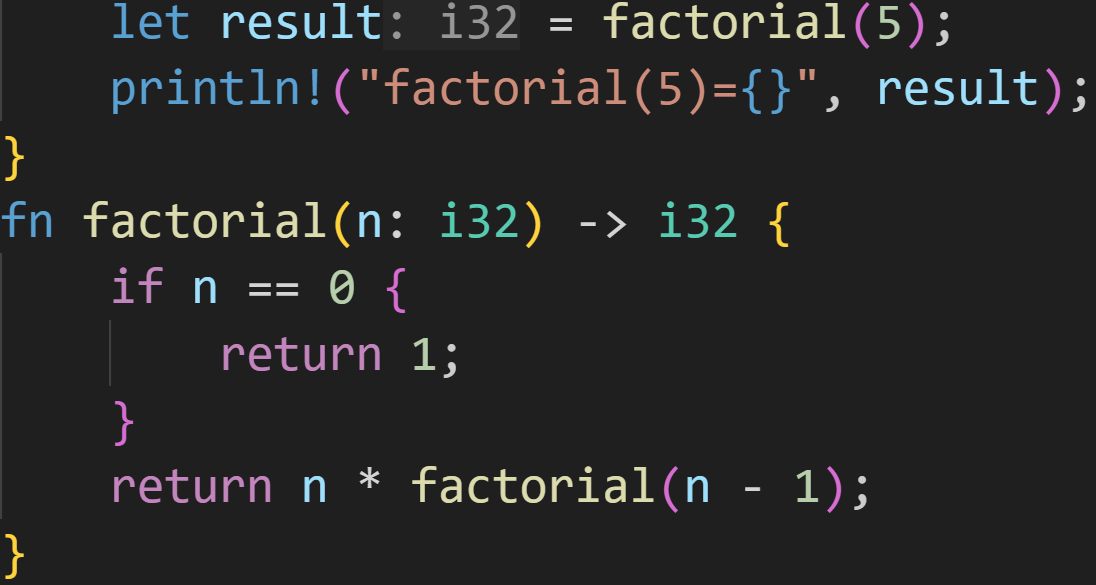 let result: i32 = factorial(5);
println!("factorial(5)={}", result);
}
fn factorial(n: i32) -> i32 {
if n == 0 {
return 1;
}
return n * factorial(n - 1);
}